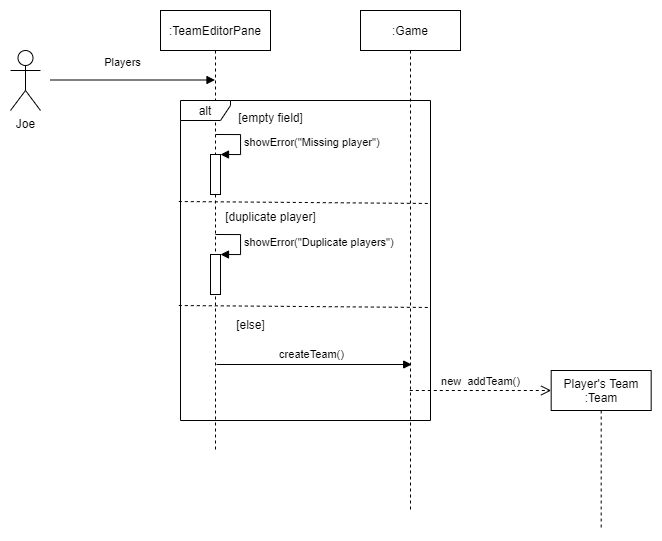 :TeamEditorPane
:Game
Players
Joe
alt
[empty field]
showError("Missing player")
[duplicate player]
showError("Duplicate players")
[else]
createTeam()
new addTeam()
Player's Team
:Team